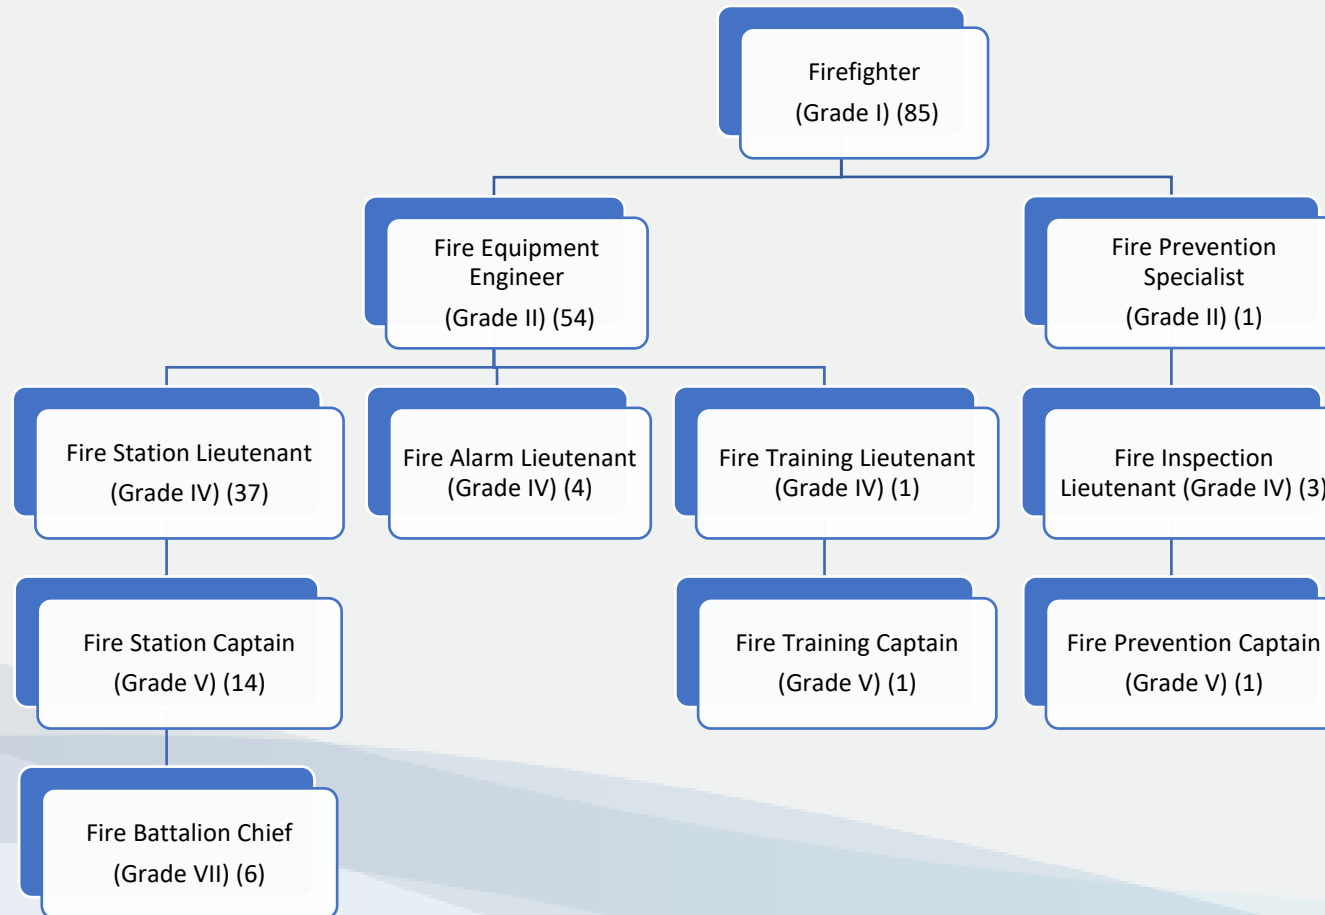 Firefighter
(Grade I) (85)
Fire Equipment
Engineer
(Grade II) (54)
Fire Prevention
Specialist
(Grade II) (1)
Fire Station Lieutenant
(Grade IV) (37)
Fire Alarm Lieutenant
(Grade IV) (4)
Fire Training Lieutenant
(Grade IV) (1)
Fire Inspection
Lieutenant (Grade IV) (3)
Fire Station Captain
(Grade V) (14)
Fire Training Captain
(Grade V) (1)
Fire Prevention Captain
(Grade V) (1)
Fire Battalion Chief
(Grade VII) (6)